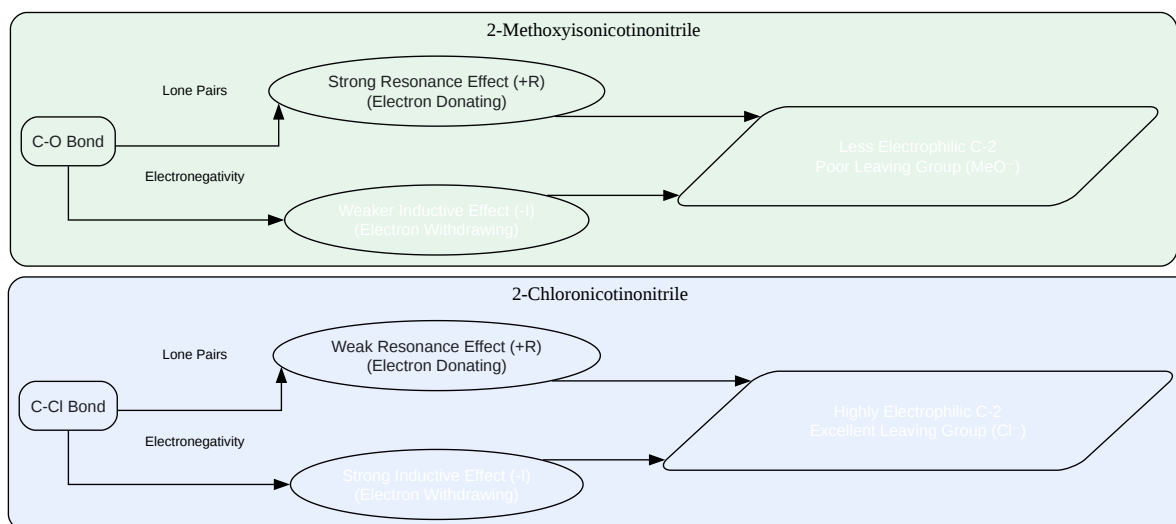 2-Methoxyisonicotinonitrile
Lone Pairs
Strong Resonance Effect (+R)
(Electron Donating)
C-O Bond
Less Electrophilic C-2
Poor Leaving Group (MeO⁻)
Electronegativity
Weaker Inductive Effect (-I)
(Electron Withdrawing)
2-Chloronicotinonitrile
Lone Pairs
Weak Resonance Effect (+R)
(Electron Donating)
C-Cl Bond
Highly Electrophilic C-2
Excellent Leaving Group (Cl⁻)
Electronegativity
Strong Inductive Effect (-I)
(Electron Withdrawing)